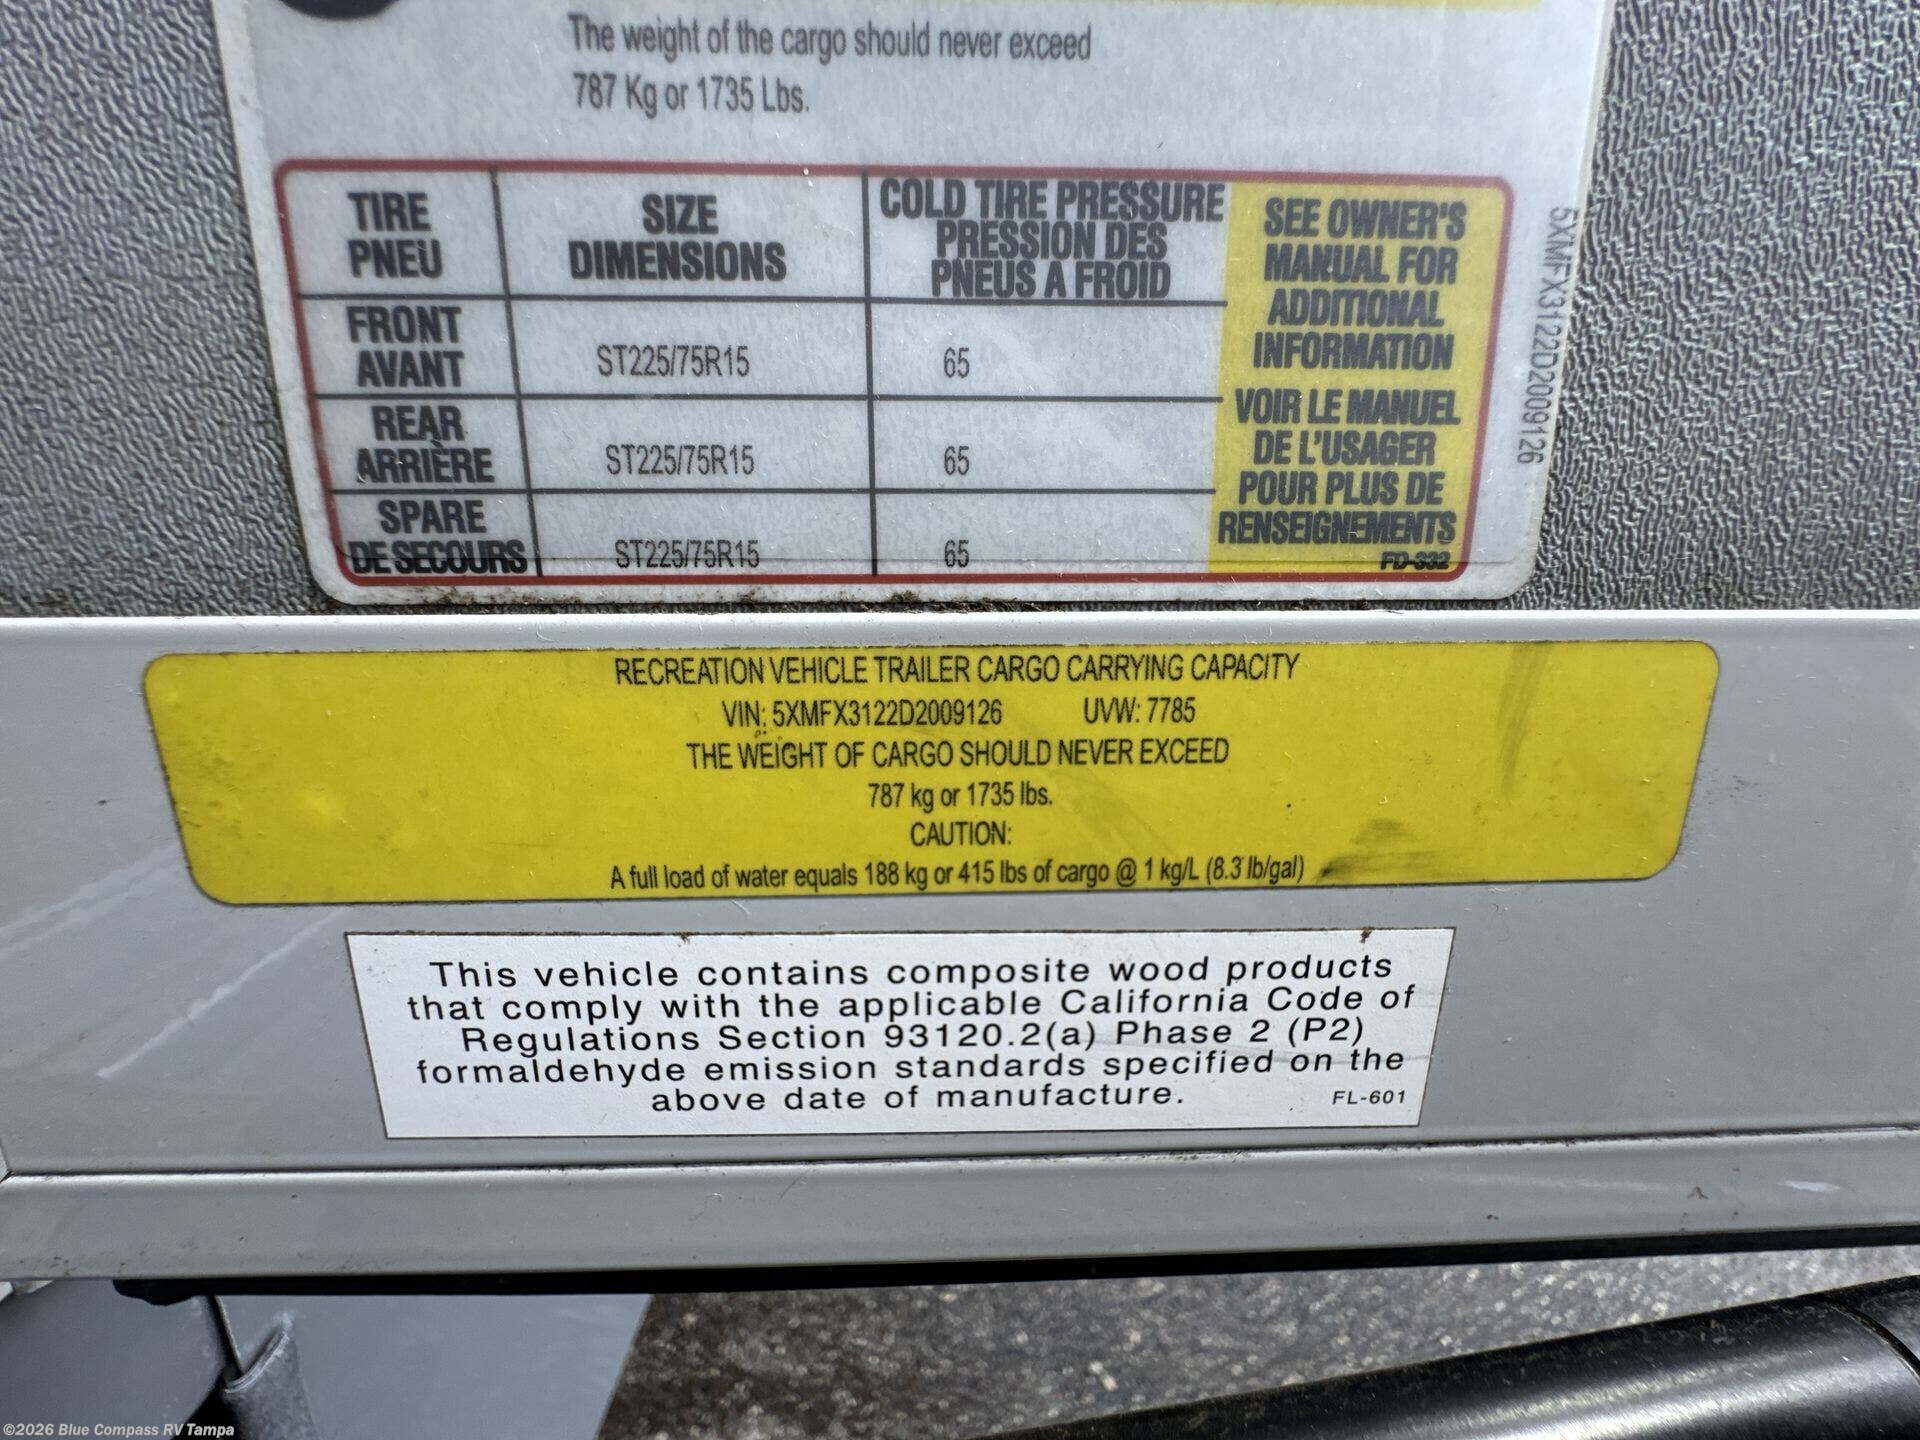 The weight of the cargo should never exceed
787 Kg or 1735 Lbs.
TIRE
PNEU
SIZE
DIMENSIONS
COLD TIRE PRESSURE
PRESSION DES
PNEUS A FROID
FRONT
AVANT
ST225/75R15
65
REAR
ARRIÈRE
ST225/75R15
65
SPARE
DE SECOURS
ST225/75R15
65
SEE OWNER'S
MANUAL FOR
ADDITIONAL
INFORMATION
VOIR LE MANUEL
DE L'USAGER
POUR PLUS DE
RENSEIGNEMENTS
FD-332
5XMFX3122D2009126
RECREATION VEHICLE TRAILER CARGO CARRYING CAPACITY
VIN: 5XMFX3122D2009126 UVW: 7785
THE WEIGHT OF CARGO SHOULD NEVER EXCEED
787 kg or 1735 lbs.
CAUTION:
A full load of water equals 188 kg or 415 lbs of cargo @ 1 kg/L (8.3 lb/gal)
This vehicle contains composite wood products
that comply with the applicable California Code of
Regulations Section 93120.2(a) Phase 2 (P2)
formaldehyde emission standards specified on the
above date of manufacture.
FL-601
©2026 Blue Compass RV Tampa